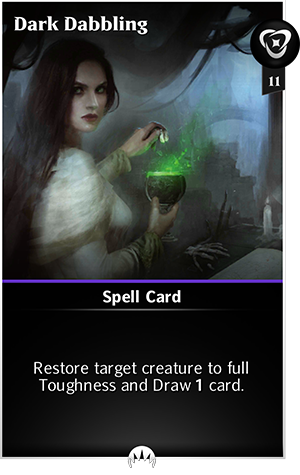 Dark Dabbling
11
Spell Card
Restore target creature to full
Toughness and Draw 1 card.